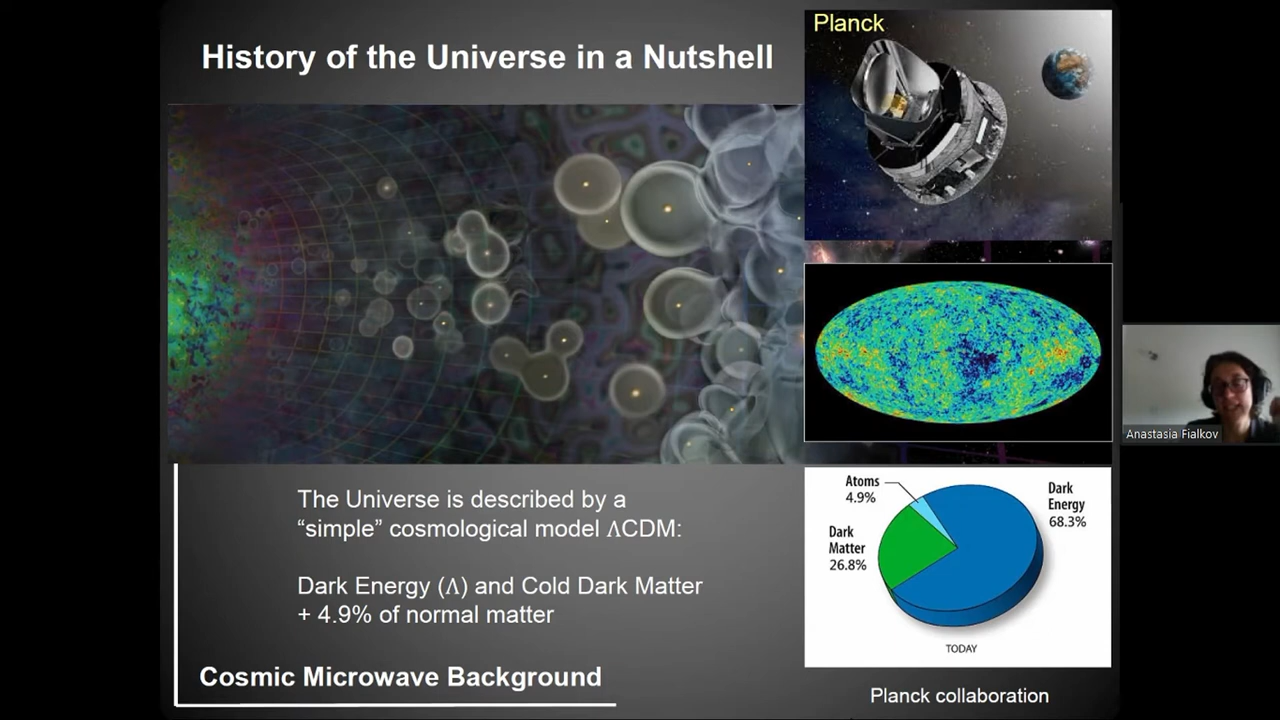 History of the Universe in a Nutshell
Planck
The Universe is described by a
“simple” cosmological model ΛCDM:
Dark Energy (Λ) and Cold Dark Matter
+ 4.9% of normal matter
Cosmic Microwave Background
Atoms
4.9%
Dark
Energy
68.3%
Dark
Matter
26.8%
TODAY
Planck collaboration
Anastasia Fialkov